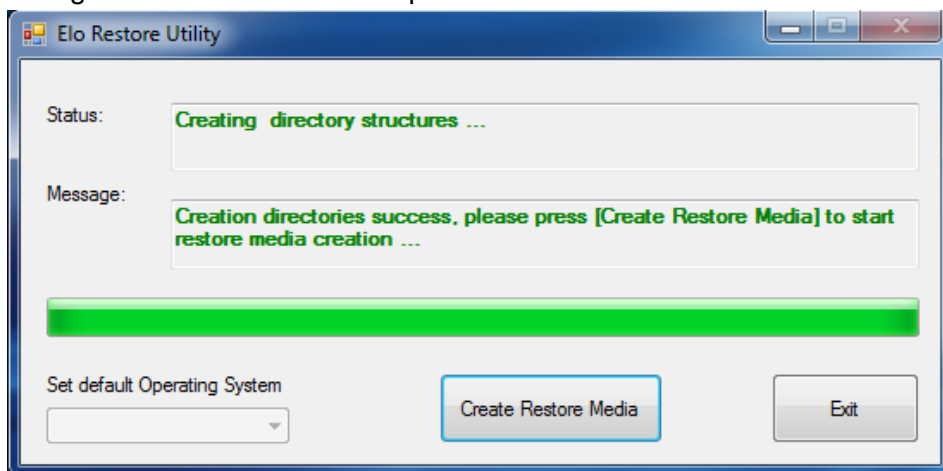 Elo Restore Utility
Status:
Creating directory structures ...
Message:
Creation directories success, please press [Create Restore Media] to start
restore media creation ...
Set default Operating System
Create Restore Media
Exit